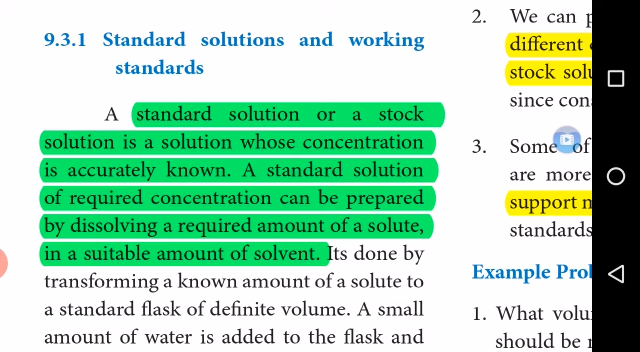 9.3.1 Standard solutions and working
standards
A standard solution or a stock
solution is a solution whose concentration
is accurately known. A standard solution
of required concentration can be prepared
by dissolving a required amount of a solute,
in a suitable amount of solvent. Its done by
transforming a known amount of a solute to
a standard flask of definite volume. A small
amount of water is added to the flask and
2. We can
different
stock
since
3. Some of
are more
support
standards
Example
1. What
should be